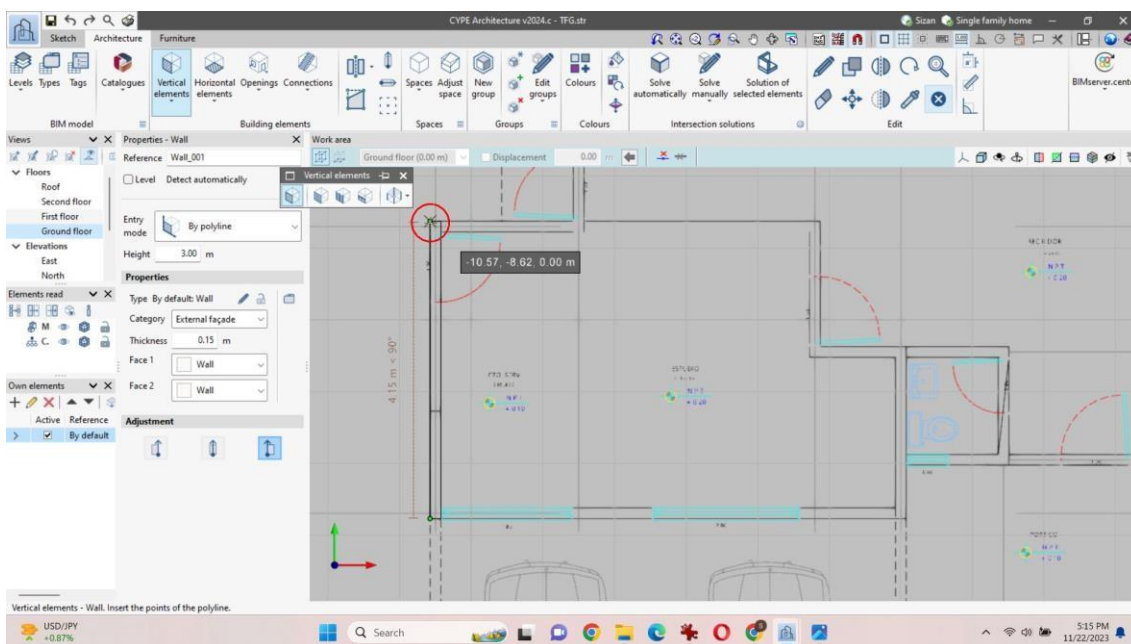 CYPE Architecture v2024.c - TFG.str
Sizan
Single family home
Sketch
Architecture
Furniture
Levels
Types
Tags
Catalogues
Vertical elements
Horizontal elements
Openings
Connections
Spaces
Adjust space
New group
Edit groups
Colours
Solve automatically
Solve manually
Solution of selected elements
BIMserver.cente
BIM model
Building elements
Spaces
Groups
Colours
Intersection solutions
Edit
Views
Properties - Wall
Work area
Reference Wall_001
Ground floor (0.00 m)
Displacement
0.00 m
Floors
Roof
Second floor
First floor
Ground floor
Elevations
East
North
Level Detect automatically
Vertical elements
Entry mode
By polyline
Height 3.00 m
Properties
Type By default: Wall
Category External façade
Thickness 0.15 m
Face 1 Wall
Face 2 Wall
Adjustment
Elements read
M
C.
Own elements
Active Reference
By default
-10.57, -8.62, 0.00 m
4.15 m < 90°
ESTUDIO
N.P.T
+ 0.20
Vertical elements - Wall. Insert the points of the polyline.
USD/JPY
+0.87%
Search
5:15 PM
11/22/2023